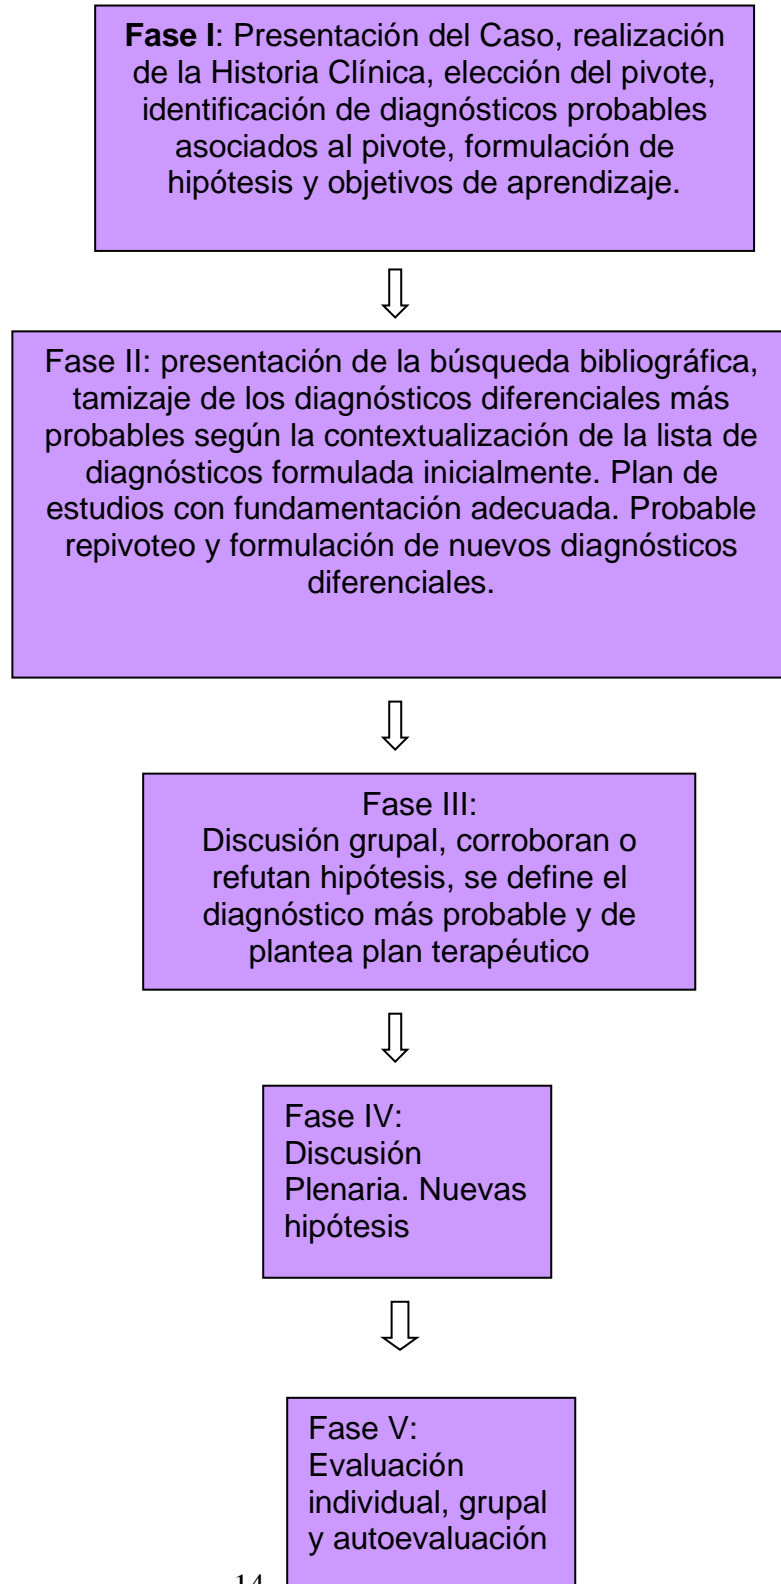 Fase I: Presentación del Caso, realización
de la Historia Clínica, elección del pivote,
identificación de diagnósticos probables
asociados al pivote, formulación de
hipótesis y objetivos de aprendizaje.
Fase II: presentación de la búsqueda bibliográfica,
tamizaje de los diagnósticos diferenciales más
probables según la contextualización de la lista de
diagnósticos formulada inicialmente. Plan de
estudios con fundamentación adecuada. Probable
repivoteo y formulación de nuevos diagnósticos
diferenciales.
Fase III:
Discusión grupal, corroboran o
refutan hipótesis, se define el
diagnóstico más probable y de
plantea plan terapéutico
Fase IV:
Discusión
Plenaria. Nuevas
hipótesis
Fase V:
Evaluación
individual, grupal
y autoevaluación
14